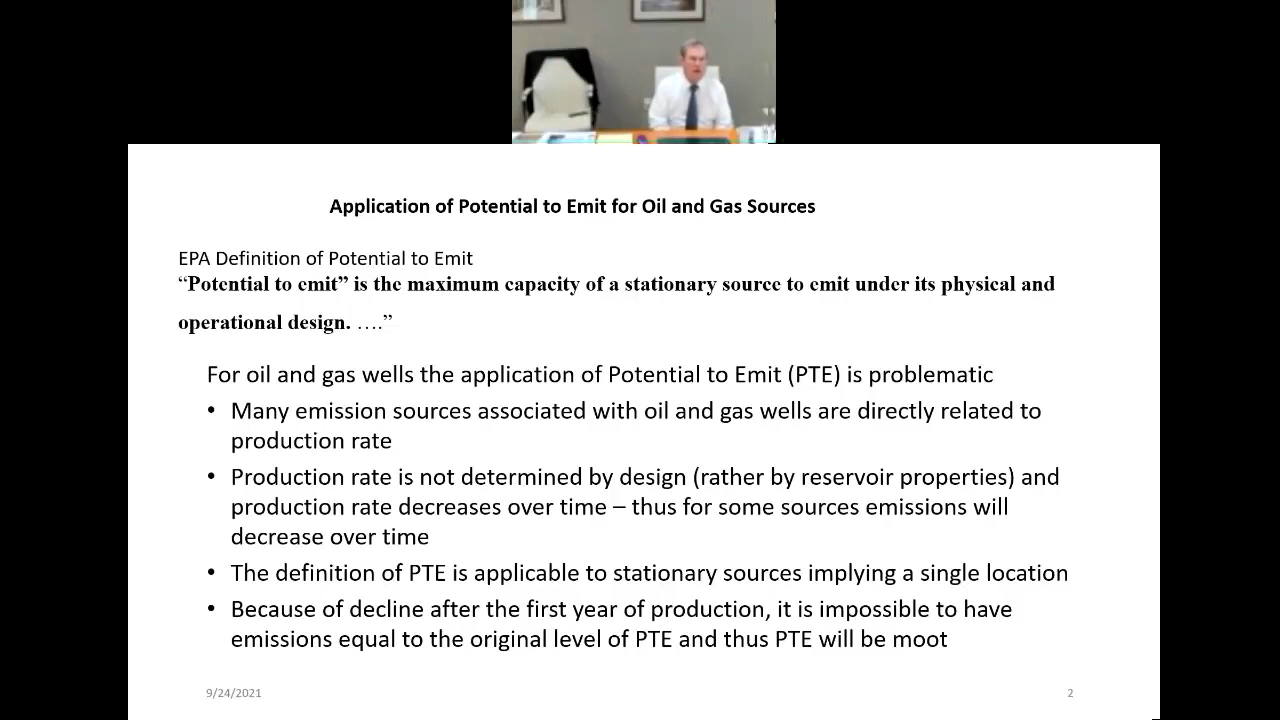 Application of Potential to Emit for Oil and Gas Sources
EPA Definition of Potential to Emit
“Potential to emit” is the maximum capacity of a stationary source to emit under its physical and
operational design. ….”
For oil and gas wells the application of Potential to Emit (PTE) is problematic
• Many emission sources associated with oil and gas wells are directly related to
production rate
• Production rate is not determined by design (rather by reservoir properties) and
production rate decreases over time – thus for some sources emissions will
decrease over time
• The definition of PTE is applicable to stationary sources implying a single location
• Because of decline after the first year of production, it is impossible to have
emissions equal to the original level of PTE and thus PTE will be moot
9/24/2021
2